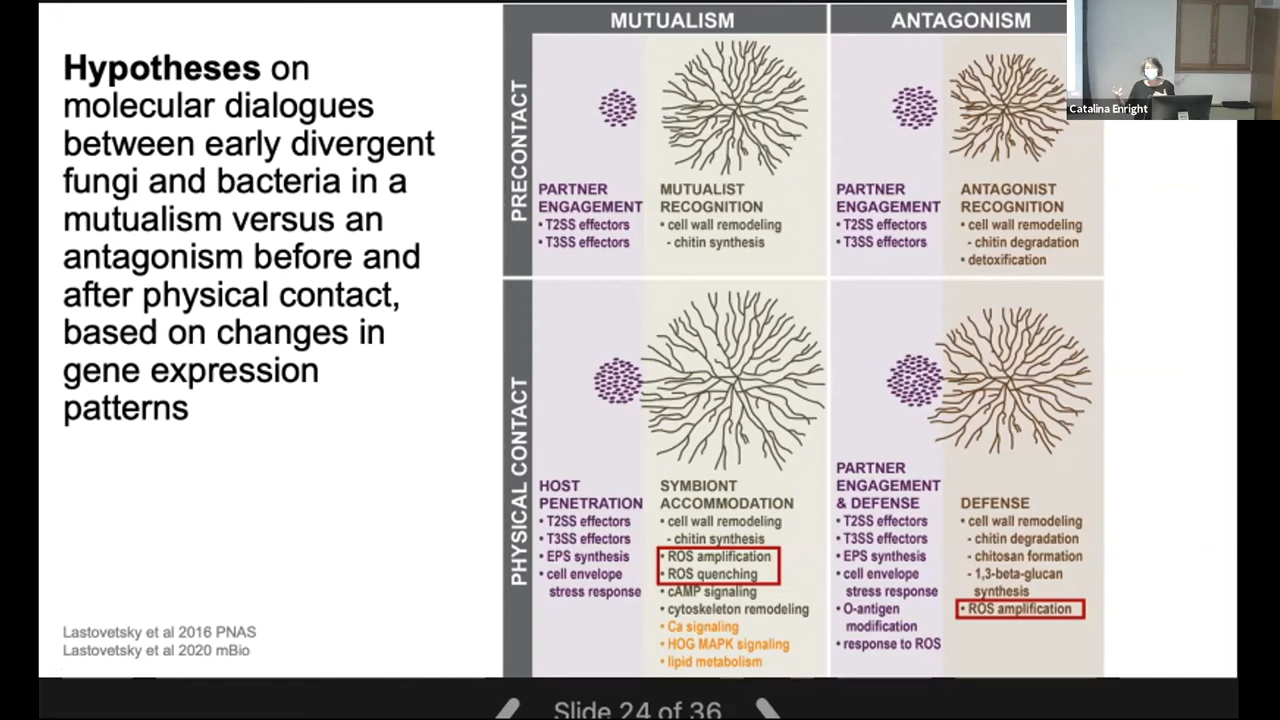 Hypotheses on
molecular dialogues
between early divergent
fungi and bacteria in a
mutualism versus an
antagonism before and
after physical contact,
based on changes in
gene expression
patterns
Lastovetsky et al 2016 PNAS
Lastovetsky et al 2020 mBio
MUTUALISM
ANTAGONISM
PRECONTACT
PARTNER
ENGAGEMENT
• T2SS effectors
• T3SS effectors
MUTUALIST
RECOGNITION
• cell wall remodeling
- chitin synthesis
PARTNER
ENGAGEMENT
• T2SS effectors
• T3SS effectors
ANTAGONIST
RECOGNITION
• cell wall remodeling
- chitin degradation
• detoxification
PHYSICAL CONTACT
HOST
PENETRATION
• T2SS effectors
• T3SS effectors
• EPS synthesis
• cell envelope
stress response
SYMBIONT
ACCOMMODATION
• cell wall remodeling
- chitin synthesis
• ROS amplification
• ROS quenching
• cAMP signaling
• cytoskeleton remodeling
• Ca signaling
• HOG MAPK signaling
• lipid metabolism
PARTNER
ENGAGEMENT
& DEFENSE
• T2SS effectors
• T3SS effectors
• EPS synthesis
• cell envelope
stress response
• O-antigen
modification
• response to ROS
DEFENSE
• cell wall remodeling
- chitin degradation
- chitosan formation
- 1,3-beta-glucan
synthesis
• ROS amplification
Catalina Enright
Slide 24 of 36